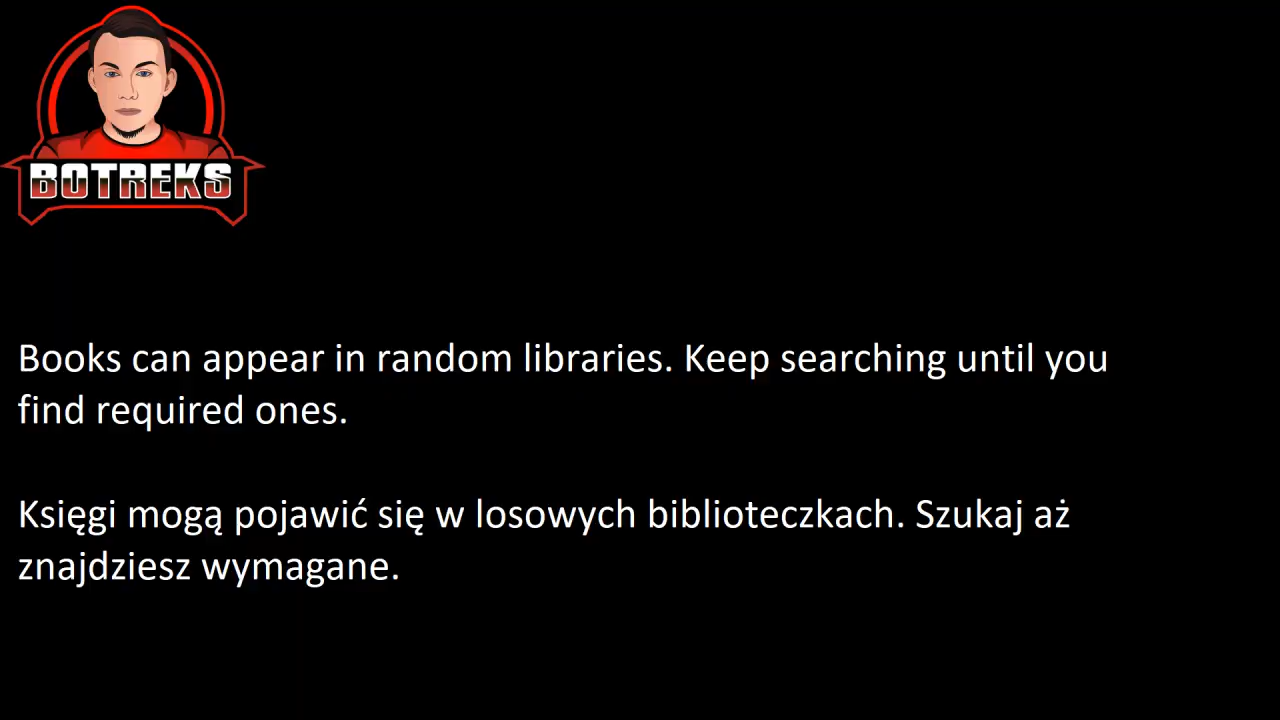 BOTREKS
Books can appear in random libraries. Keep searching until you
find required ones.
Księgi mogą pojawić się w losowych biblioteczkach. Szukaj aż
znajdziesz wymagane.